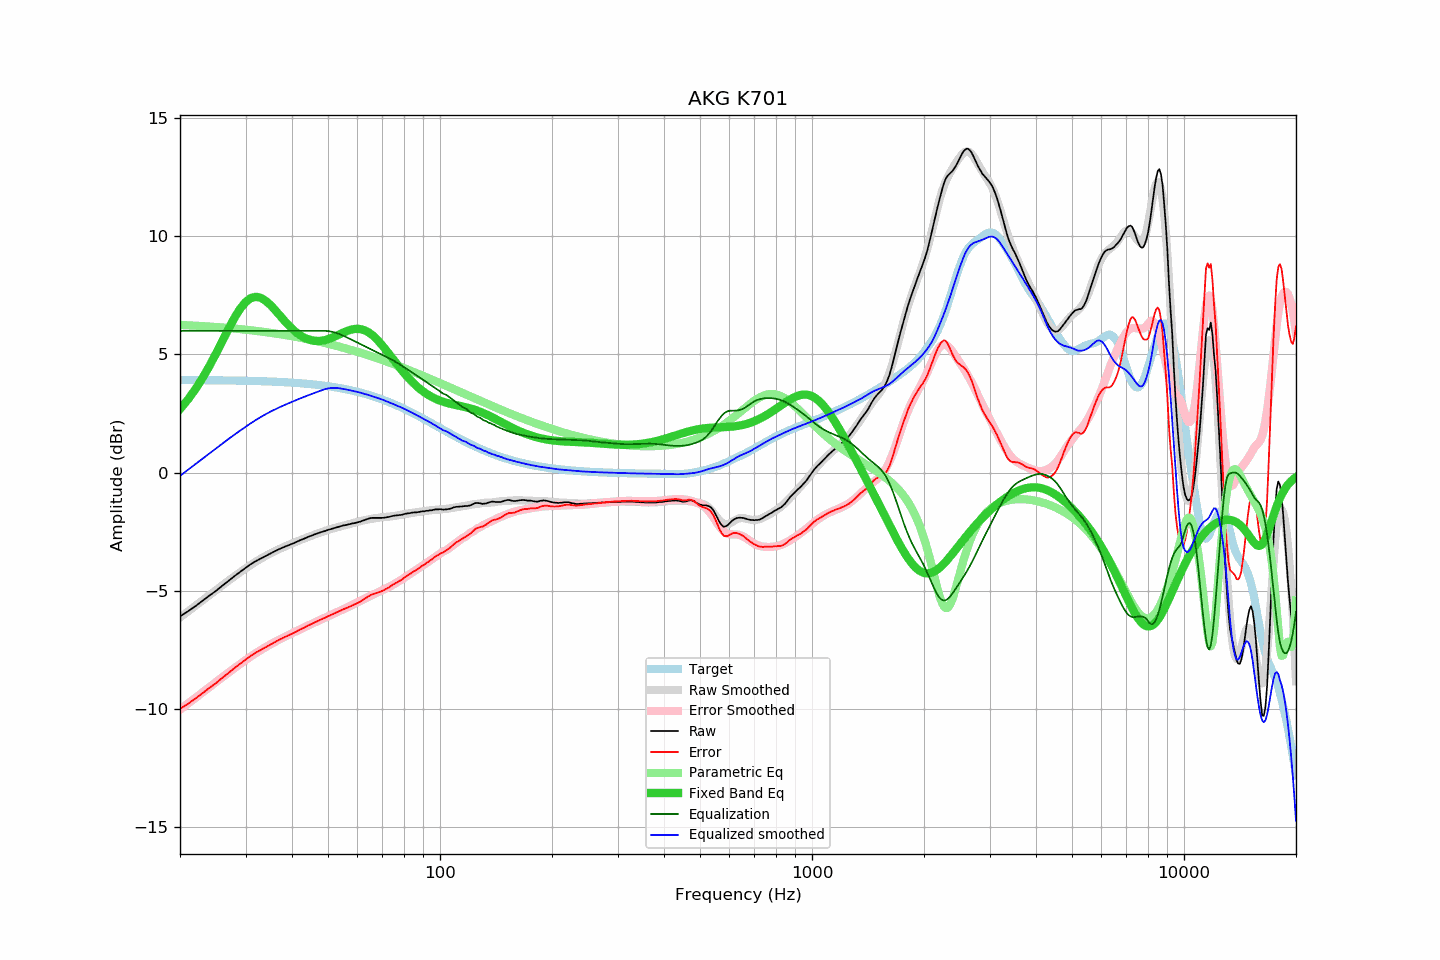 AKG K701
15
10
5
0
−5
−10
−15
Amplitude (dBr)
100
1000
10000
Frequency (Hz)
Target
Raw Smoothed
Error Smoothed
Raw
Error
Parametric Eq
Fixed Band Eq
Equalization
Equalized smoothed